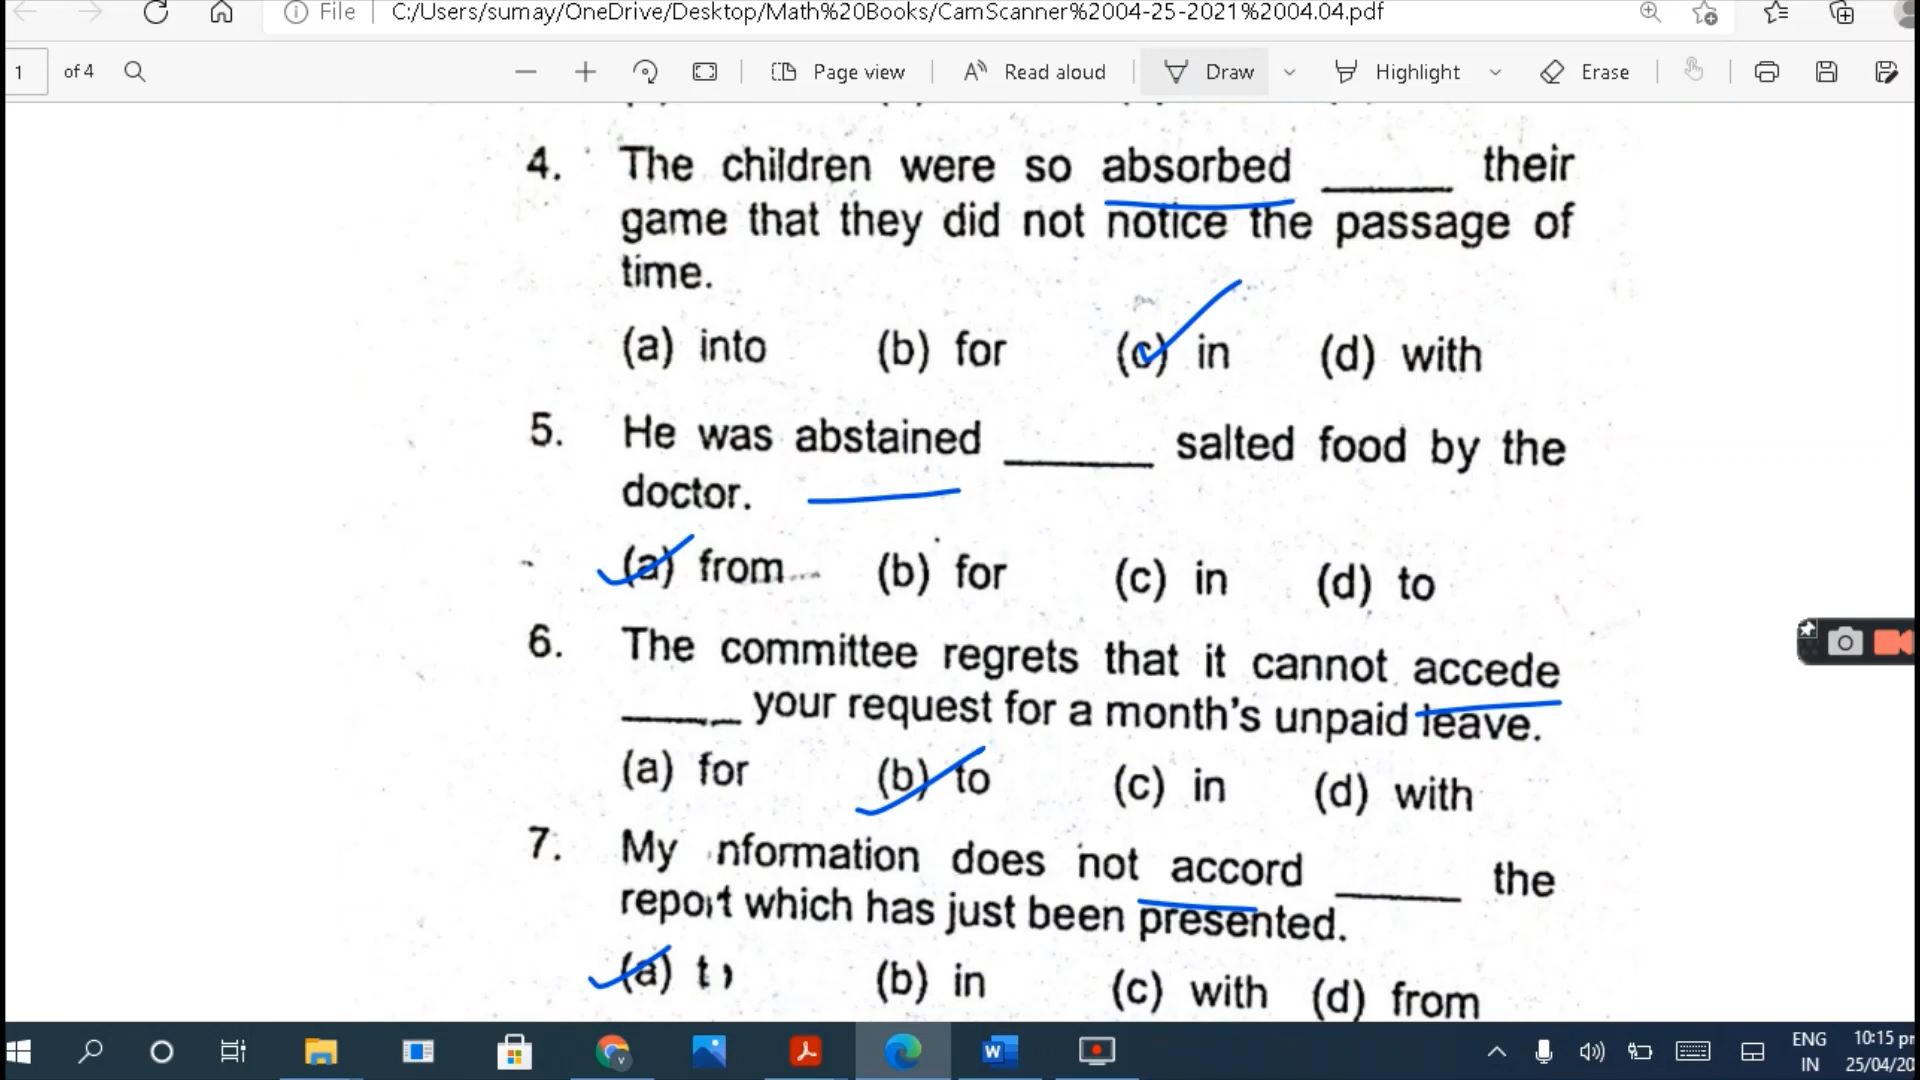 File C:/Users/sumay/OneDrive/Desktop/Math%20Books/CamScanner%2004-25-2021%2004.04.pdf
1 of 4 Page view Read aloud Draw Highlight Erase
4. The children were so absorbed ______ their
game that they did not notice the passage of
time.
(a) into (b) for (c) in (d) with
5. He was abstained ______ salted food by the
doctor.
(a) from (b) for (c) in (d) to
6. The committee regrets that it cannot accede
______ your request for a month's unpaid leave.
(a) for (b) to (c) in (d) with
7. My nformation does not accord ______ the
report which has just been presented.
(a) (b) in (c) with (d) from
ENG 10:15
IN 25/04/20